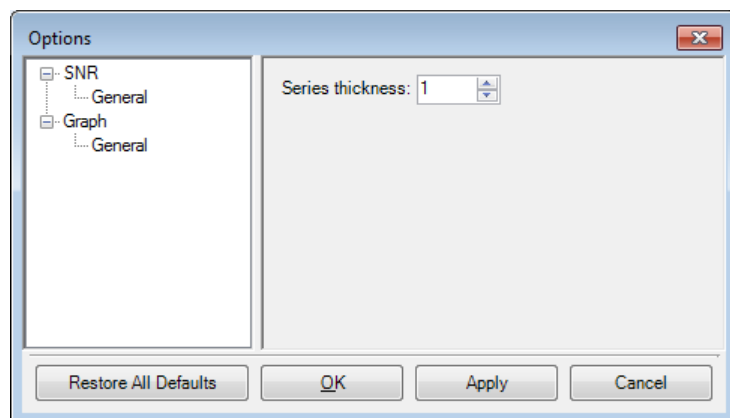 Options
SNR
General
Graph
General
Series thickness: 1
Restore All Defaults OK Apply Cancel